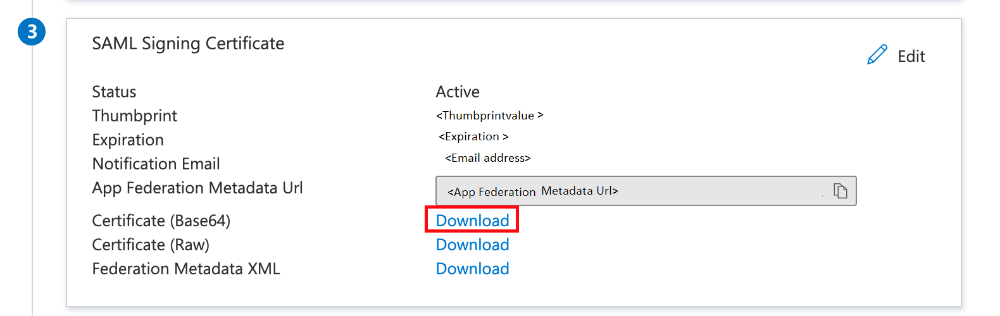 3
SAML Signing Certificate
Edit
Status Active
Thumbprint <Thumbprintvalue >
Expiration <Expiration >
Notification Email <Email address>
App Federation Metadata Url <App Federation Metadata Url>
Certificate (Base64) Download
Certificate (Raw) Download
Federation Metadata XML Download